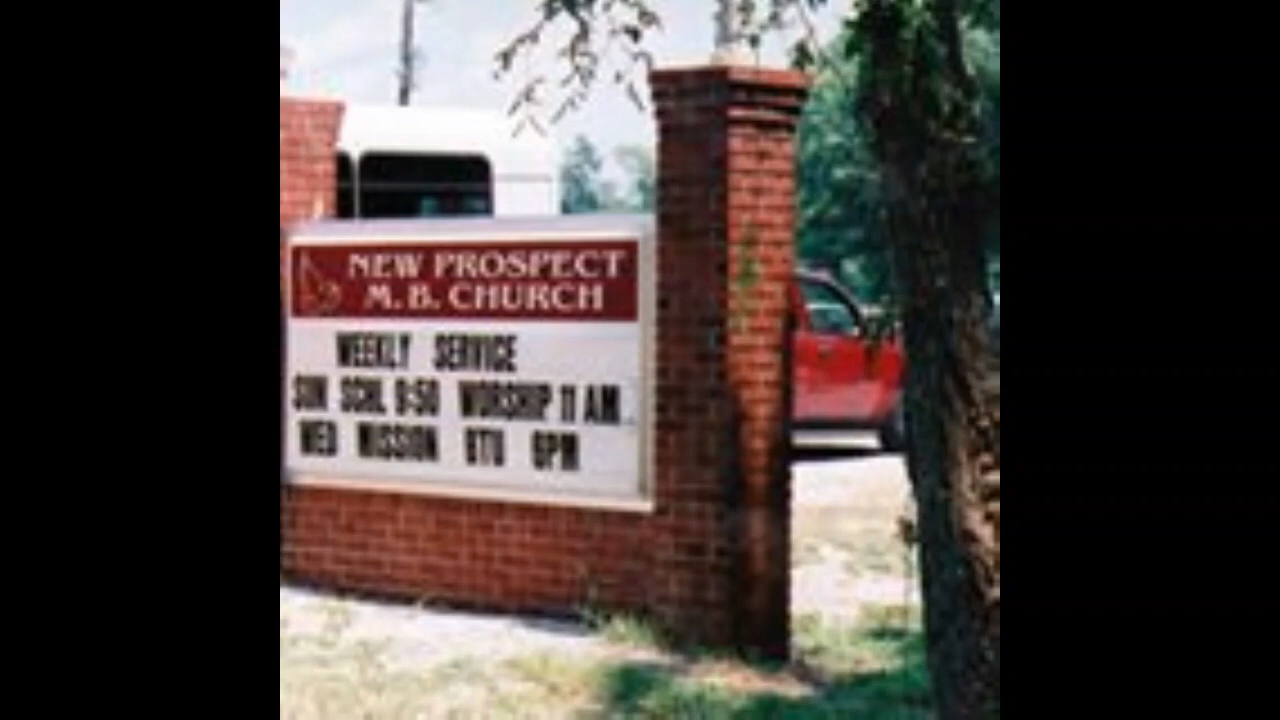 NEW PROSPECT
M. B. CHURCH
WEEKLY SERVICE
SUN SCHL 9:50 WORSHIP 11 AM
WED MISSION BTU 6PM